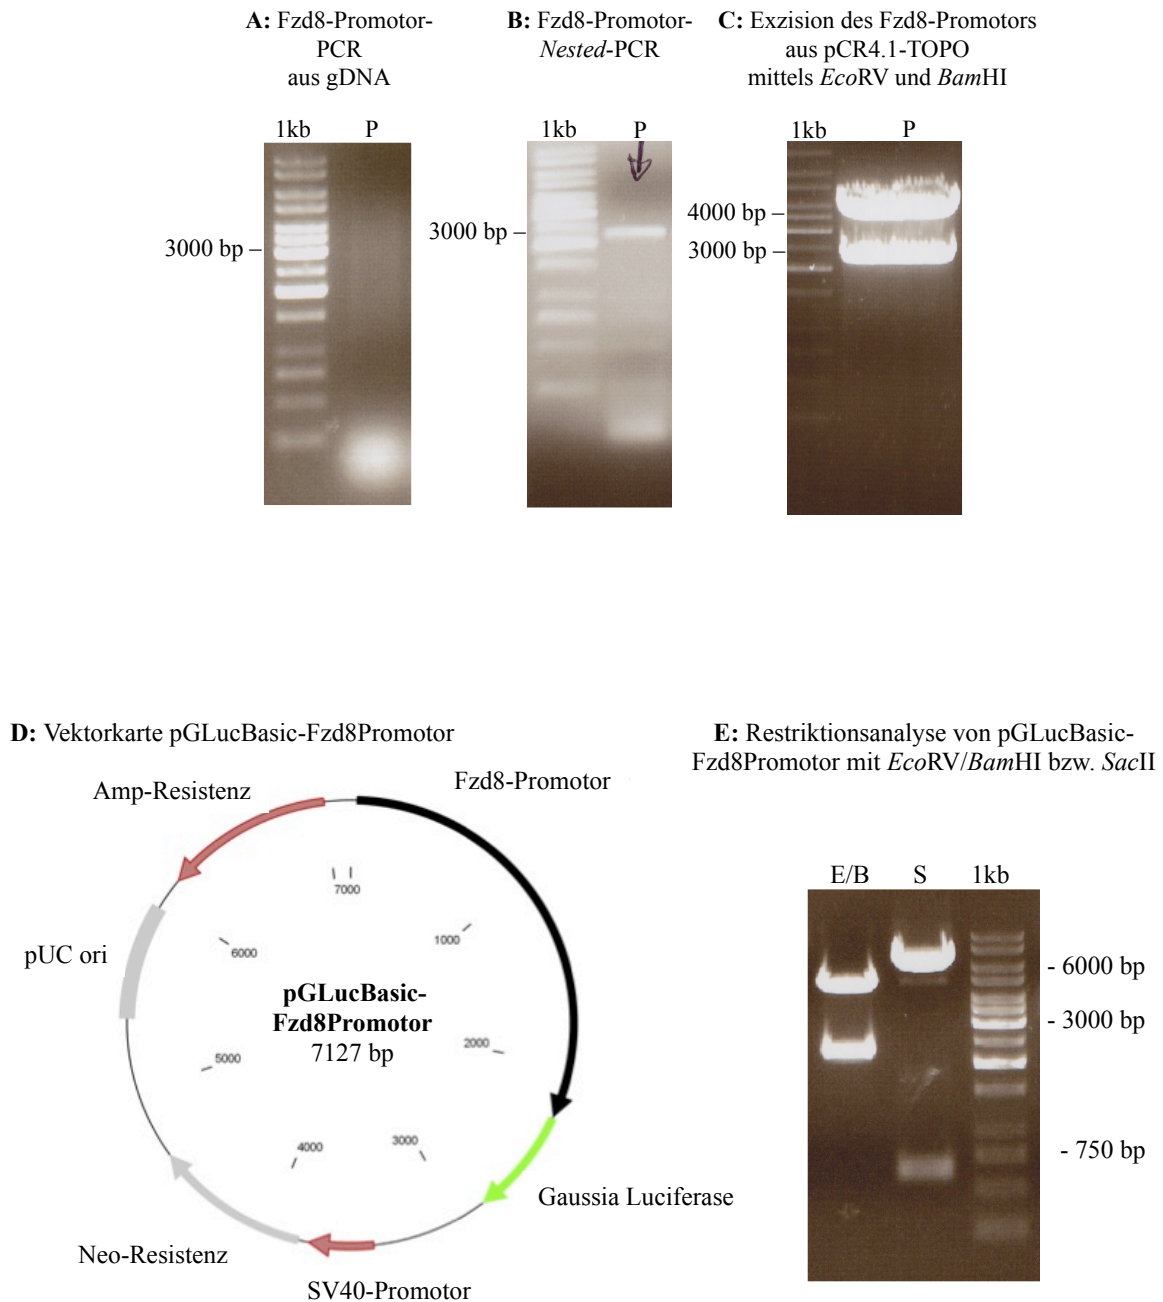 A: Fzd8-Promotor-
PCR
aus gDNA
1kb P
3000 bp –
B: Fzd8-Promotor-
Nested-PCR
1kb P
3000 bp –
C: Exzision des Fzd8-Promotors
aus pCR4.1-TOPO
mittels EcoRV und BamHI
1kb P
4000 bp –
3000 bp –
D: Vektorkarte pGLucBasic-Fzd8Promotor
Amp-Resistenz
Fzd8-Promotor
7000
1000
6000
pUC ori
pGLucBasic-
Fzd8Promotor
7127 bp
2000
5000
3000
4000
Gaussia Luciferase
Neo-Resistenz
SV40-Promotor
E: Restriktionsanalyse von pGLucBasic-
Fzd8Promotor mit EcoRV/BamHI bzw. SacII
E/B S 1kb
- 6000 bp
- 3000 bp
- 750 bp